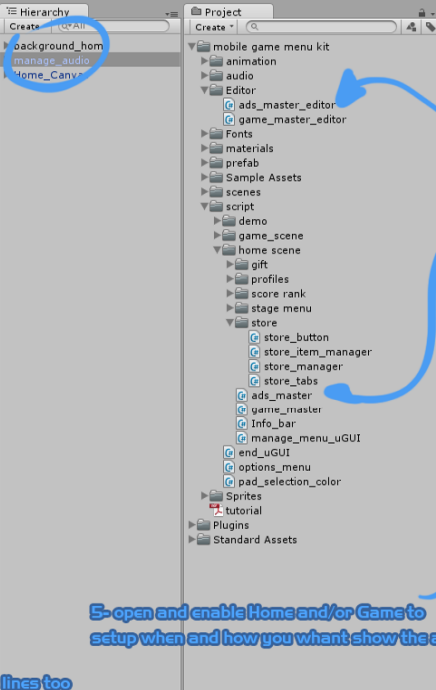 Hierarchy
Create
All
background_hom
manage_audio
Home_Canva
Project
Create
mobile game menu kit
animation
audio
Editor
ads_master_editor
game_master_editor
Fonts
materials
prefab
Sample Assets
scenes
script
demo
game_scene
home scene
gift
profiles
score rank
stage menu
store
store_button
store_item_manager
store_manager
store_tabs
ads_master
game_master
Info_bar
manage_menu_uGUI
end_uGUI
options_menu
pad_selection_color
Sprites
tutorial
Plugins
Standard Assets
5- open and enable Home and/or Game to
setup when and how you whant show the a
lines too